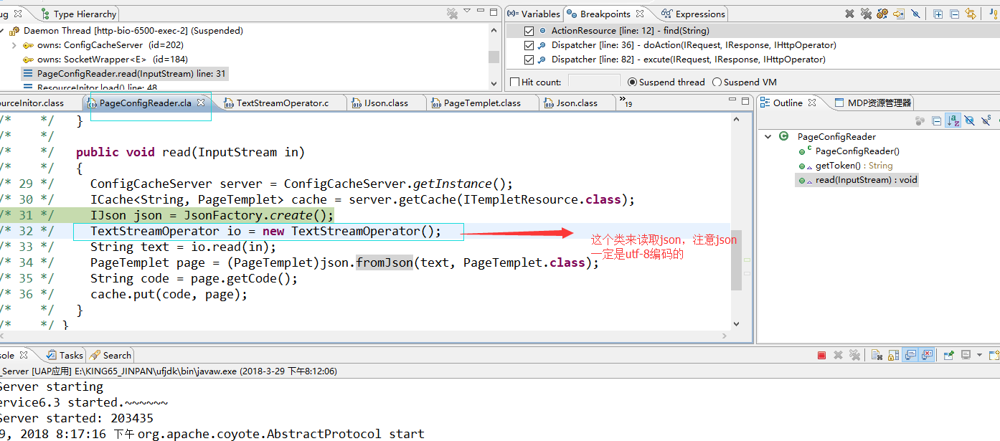 ug Type Hierarchy
Daemon Thread [http-bio-6500-exec-2] (Suspended)
owns: ConfigCacheServer (id=202)
owns: SocketWrapper<E> (id=184)
PageConfigReader.read(InputStream) line: 31
ResourceInitor.load() line: 48
(x)= Variables Breakpoints Expressions
ActionResource [line: 12] - find(String)
Dispatcher [line: 36] - doAction(IRequest, IResponse, IHttpOperator)
Dispatcher [line: 82] - excute(IRequest, IResponse, IHttpOperator)
Hit count: Suspend thread Suspend VM
urceInitor.class PageConfigReader.cla TextStreamOperator.c IJson.class PageTemplet.class Json.class »19
/* */ }
/* */
/* */ public void read(InputStream in)
/* */ {
/* 29 */ ConfigCacheServer server = ConfigCacheServer.getInstance();
/* 30 */ ICache<String, PageTemplet> cache = server.getCache(ITempletResource.class);
/* 31 */ IJson json = JsonFactory.create();
/* 32 */ TextStreamOperator io = new TextStreamOperator();
/* 33 */ String text = io.read(in);
/* 34 */ PageTemplet page = (PageTemplet)json.fromJson(text, PageTemplet.class);
/* 35 */ String code = page.getCode();
/* 36 */ cache.put(code, page);
/* */ }
/* */ }
这个类来读取json，注意json
一定是utf-8编码的
Outline MDP资源管理器
PageConfigReader
PageConfigReader()
getToken() : String
read(InputStream) : void
sole Tasks Search
_Server [UAP应用] E:\KING65_JINPAN\ufjdk\bin\javaw.exe (2018-3-29 下午8:12:06)
Server starting
ervice6.3 started.~~~~~~
Server started: 203435
9, 2018 8:17:16 下午 org.apache.coyote.AbstractProtocol start